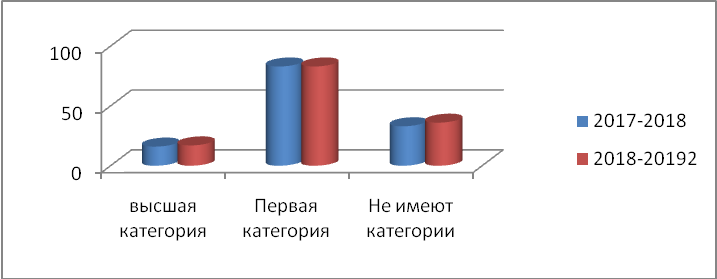 100
50
0
высшая
категория
Первая
категория
Не имеют
категории
2017-2018
2018-20192